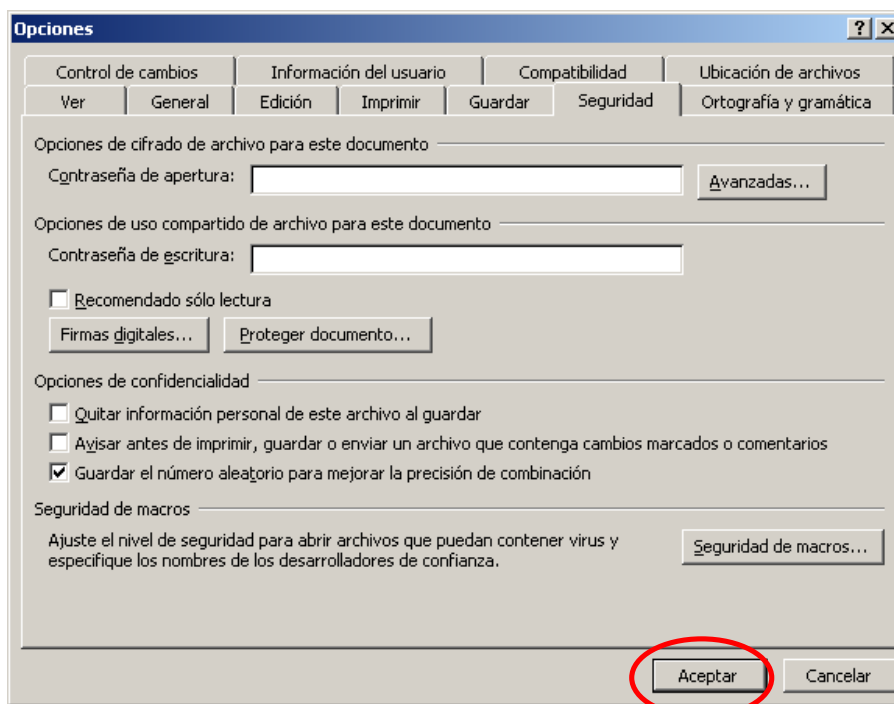 Opciones
Control de cambios Información del usuario Compatibilidad Ubicación de archivos
Ver General Edición Imprimir Guardar Seguridad Ortografía y gramática
Opciones de cifrado de archivo para este documento
Contraseña de apertura: Avanzadas...
Opciones de uso compartido de archivo para este documento
Contraseña de escritura:
Recomendado sólo lectura
Firmas digitales... Proteger documento...
Opciones de confidencialidad
Quitar información personal de este archivo al guardar
Avisar antes de imprimir, guardar o enviar un archivo que contenga cambios marcados o comentarios
Guardar el número aleatorio para mejorar la precisión de combinación
Seguridad de macros
Ajuste el nivel de seguridad para abrir archivos que puedan contener virus y
especifique los nombres de los desarrolladores de confianza. Seguridad de macros...
Aceptar Cancelar